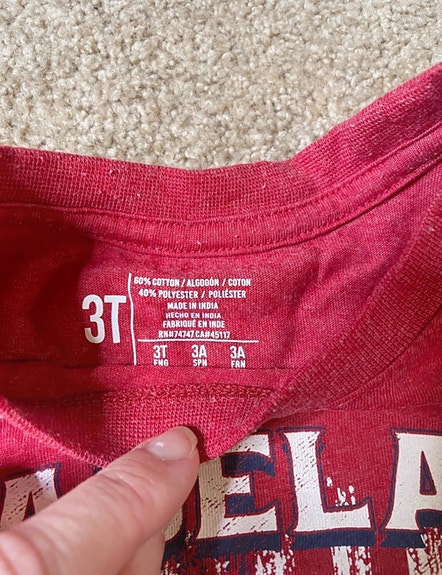 60% COTTON / ALGODÓN / COTON
40% POLYESTER / POLIÉSTER
MADE IN INDIA
HECHO EN INDIA
FABRIQUÉ EN INDE
RN#74747 CA#45117
3T
3T 3A 3A
ENG SPN FRN